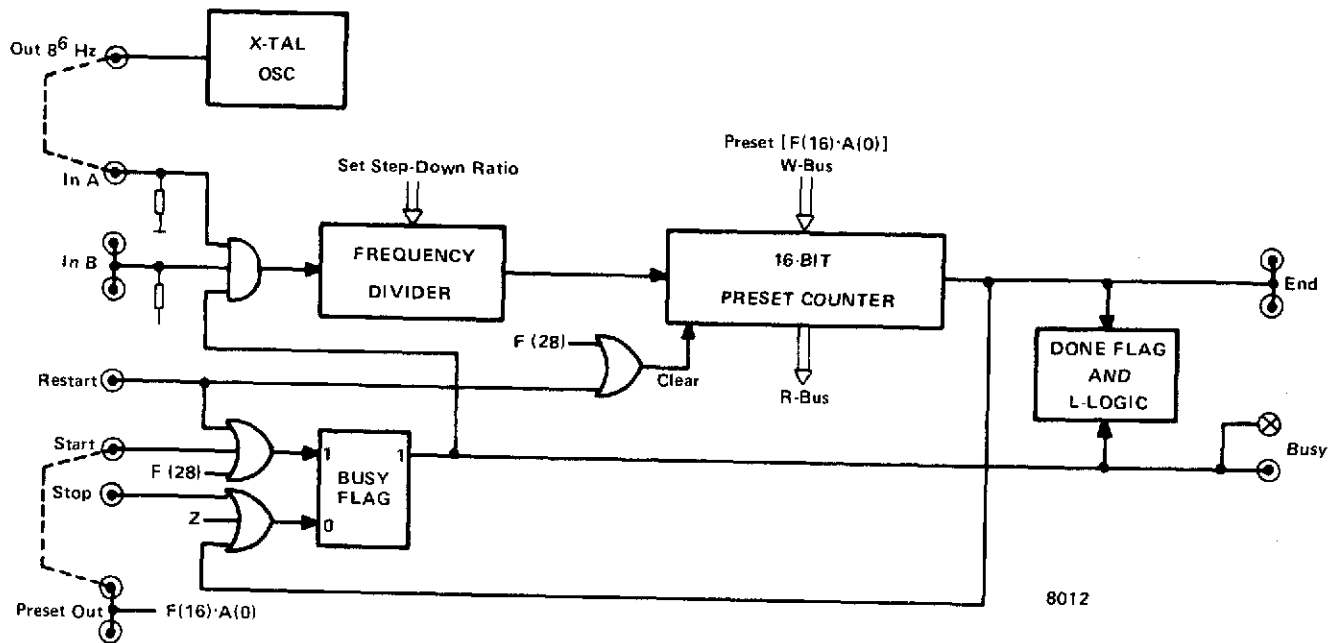 Out 8⁶ Hz
X-TAL
OSC
In A
In B
Set Step-Down Ratio
Preset [F(16)·A(0)]
W-Bus
FREQUENCY
DIVIDER
16-BIT
PRESET COUNTER
End
F (28)
Clear
R-Bus
DONE FLAG
AND
L-LOGIC
Restart
Start
F (28)
Stop
Z
1
1
BUSY
FLAG
0
Busy
Preset Out
F(16)·A(0)
8012